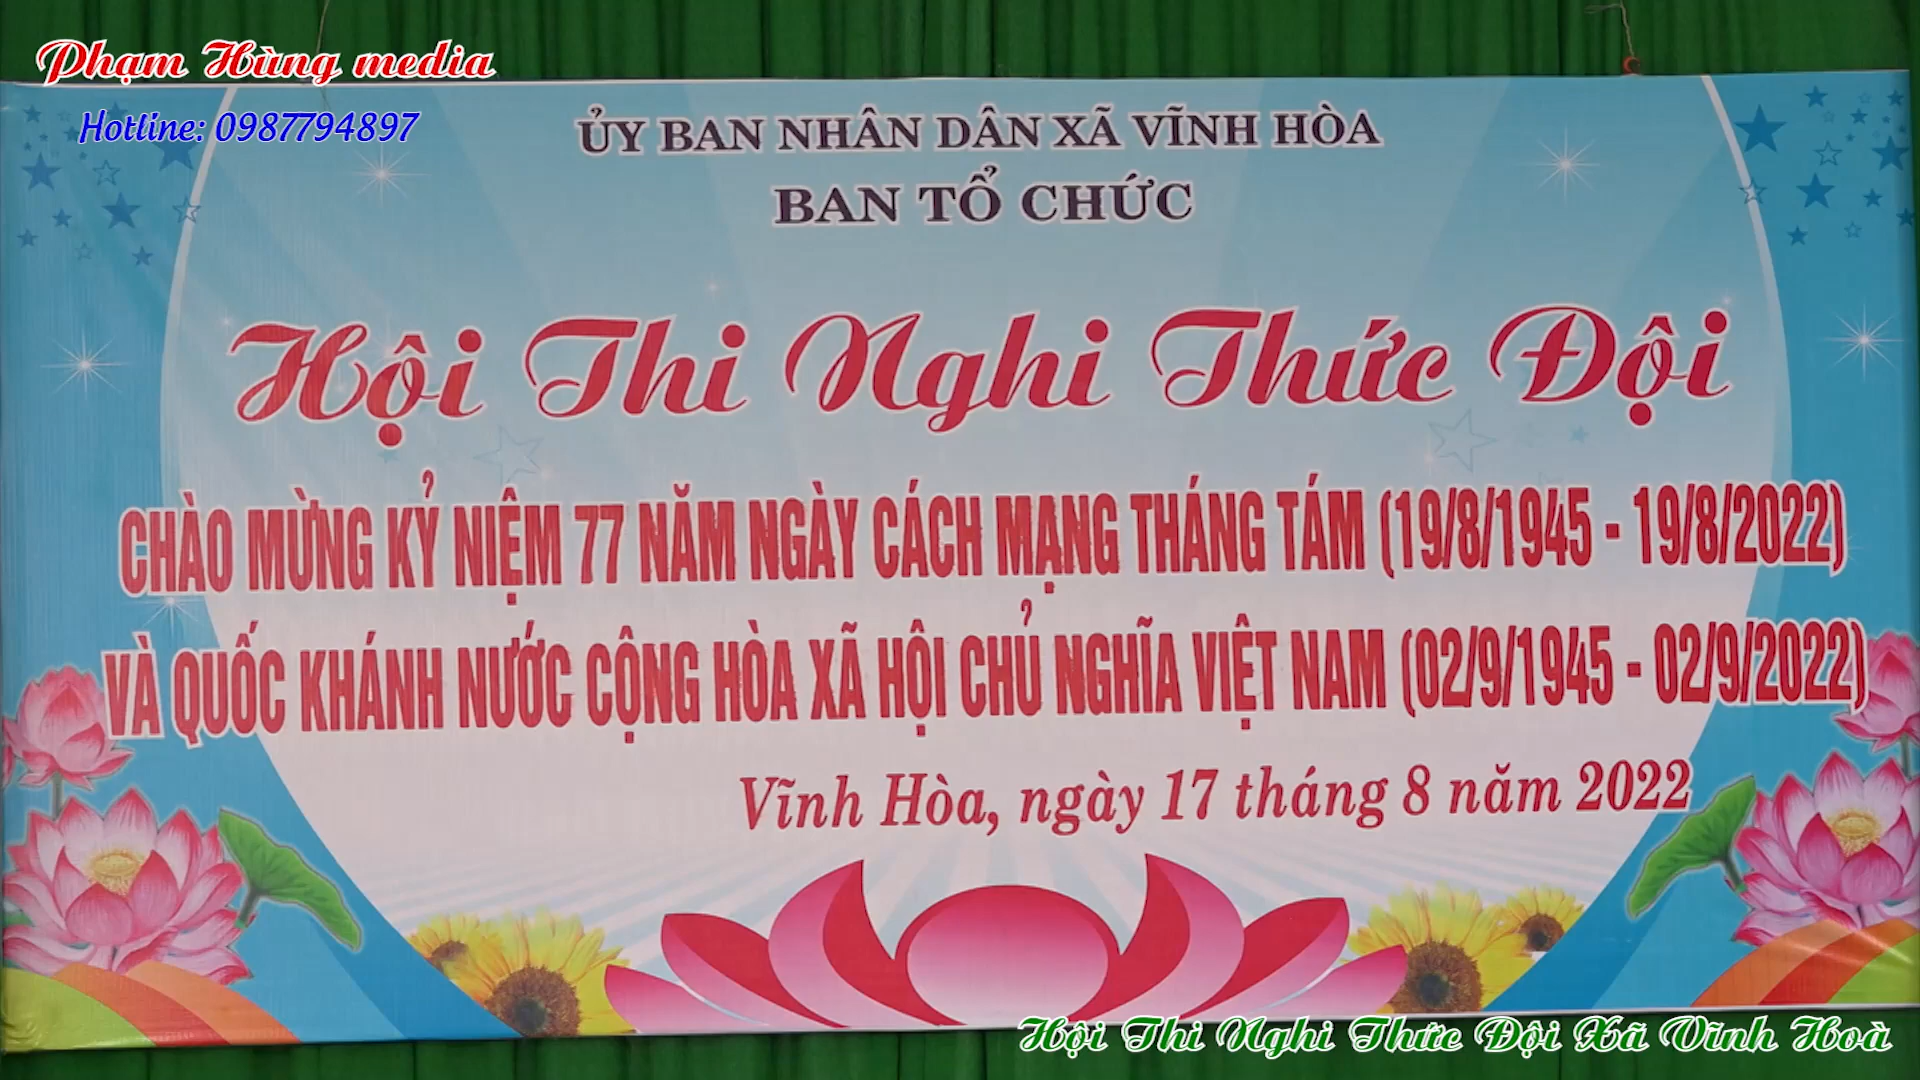 Phạm Hùng media
Hotline: 0987794897
ỦY BAN NHÂN DÂN XÃ VĨNH HÒA
BAN TỔ CHỨC
Hội Thi Nghi Thức Đội
CHÀO MỪNG KỶ NIỆM 77 NĂM NGÀY CÁCH MẠNG THÁNG TÁM (19/8/1945 - 19/8/2022)
VÀ QUỐC KHÁNH NƯỚC CỘNG HÒA XÃ HỘI CHỦ NGHĨA VIỆT NAM (02/9/1945 - 02/9/2022)
Vĩnh Hòa, ngày 17 tháng 8 năm 2022
Hội Thi Nghi Thức Đội Xã Vĩnh Hoà